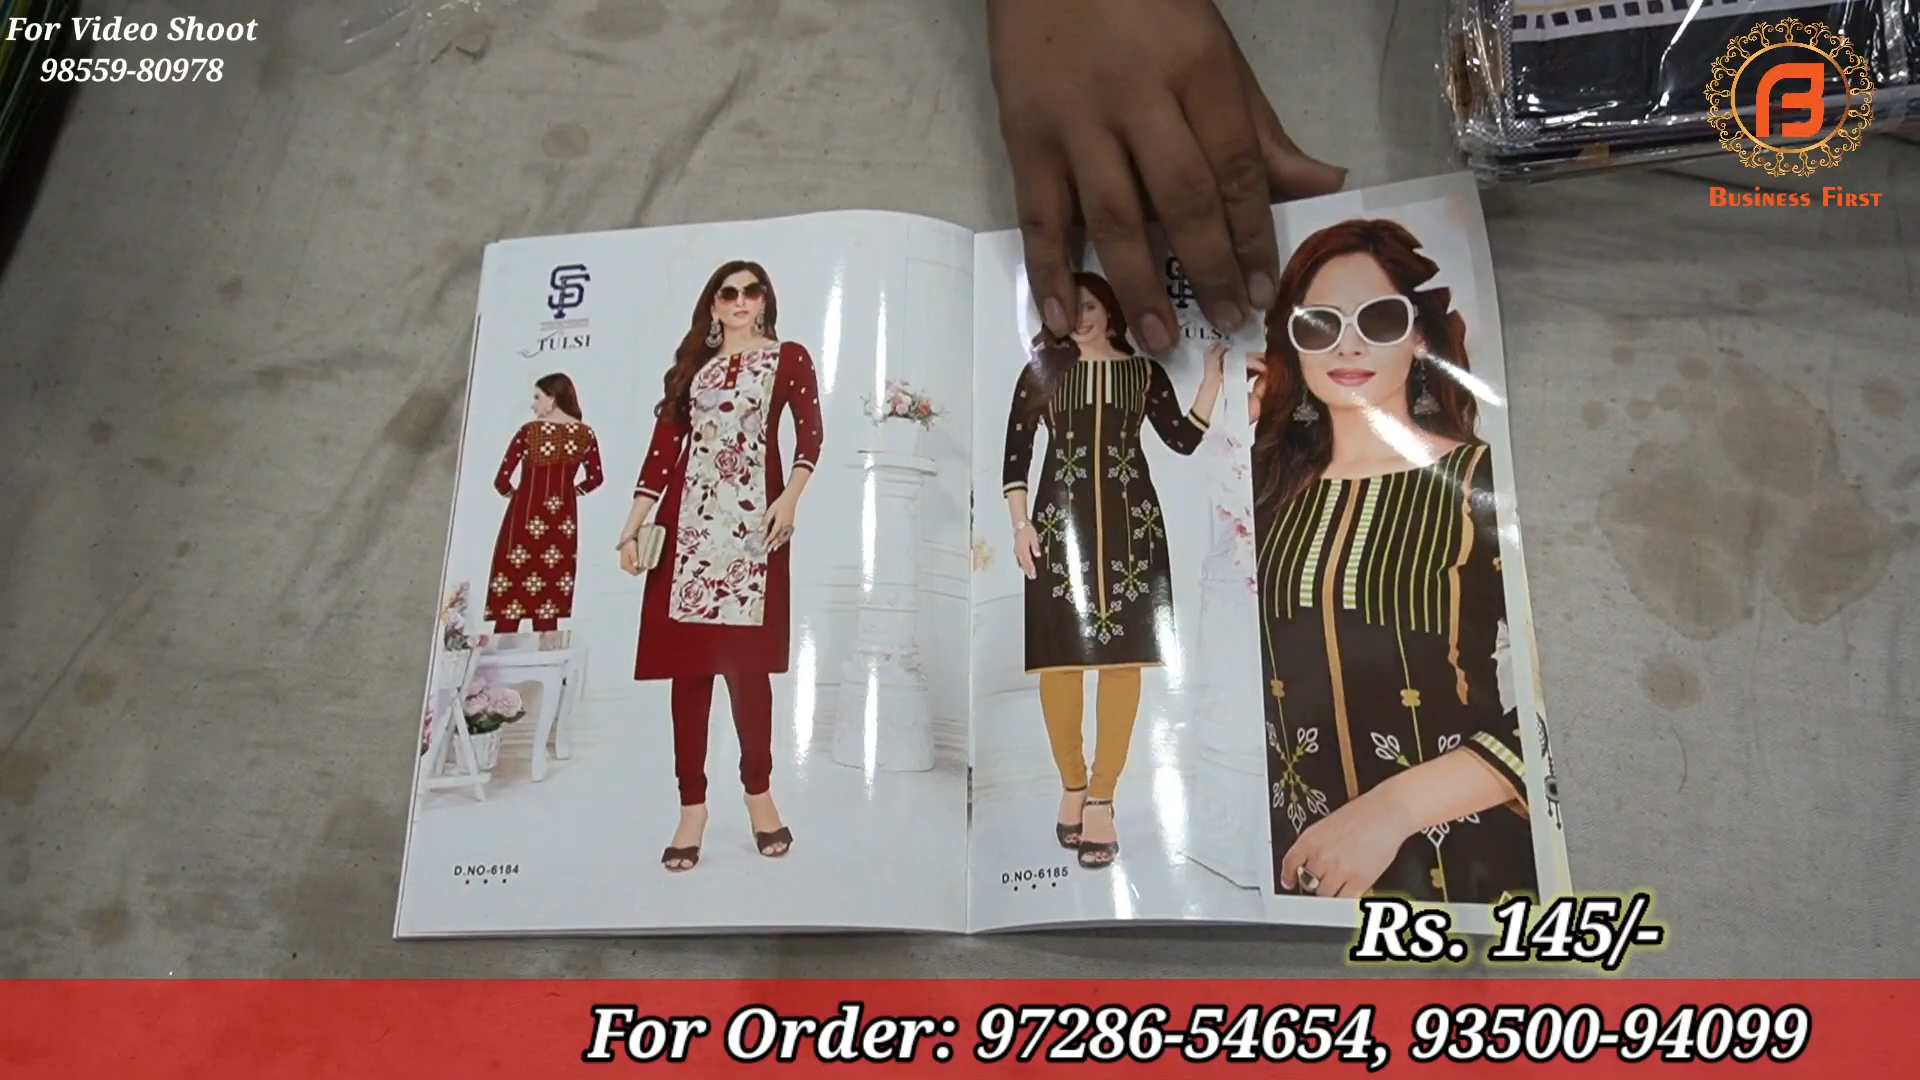 For Video Shoot
98559-80978
BUSINESS FIRST
TULSI
TULSI
D.NO-6184
D.NO-6185
Rs. 145/-
For Order: 97286-54654, 93500-94099